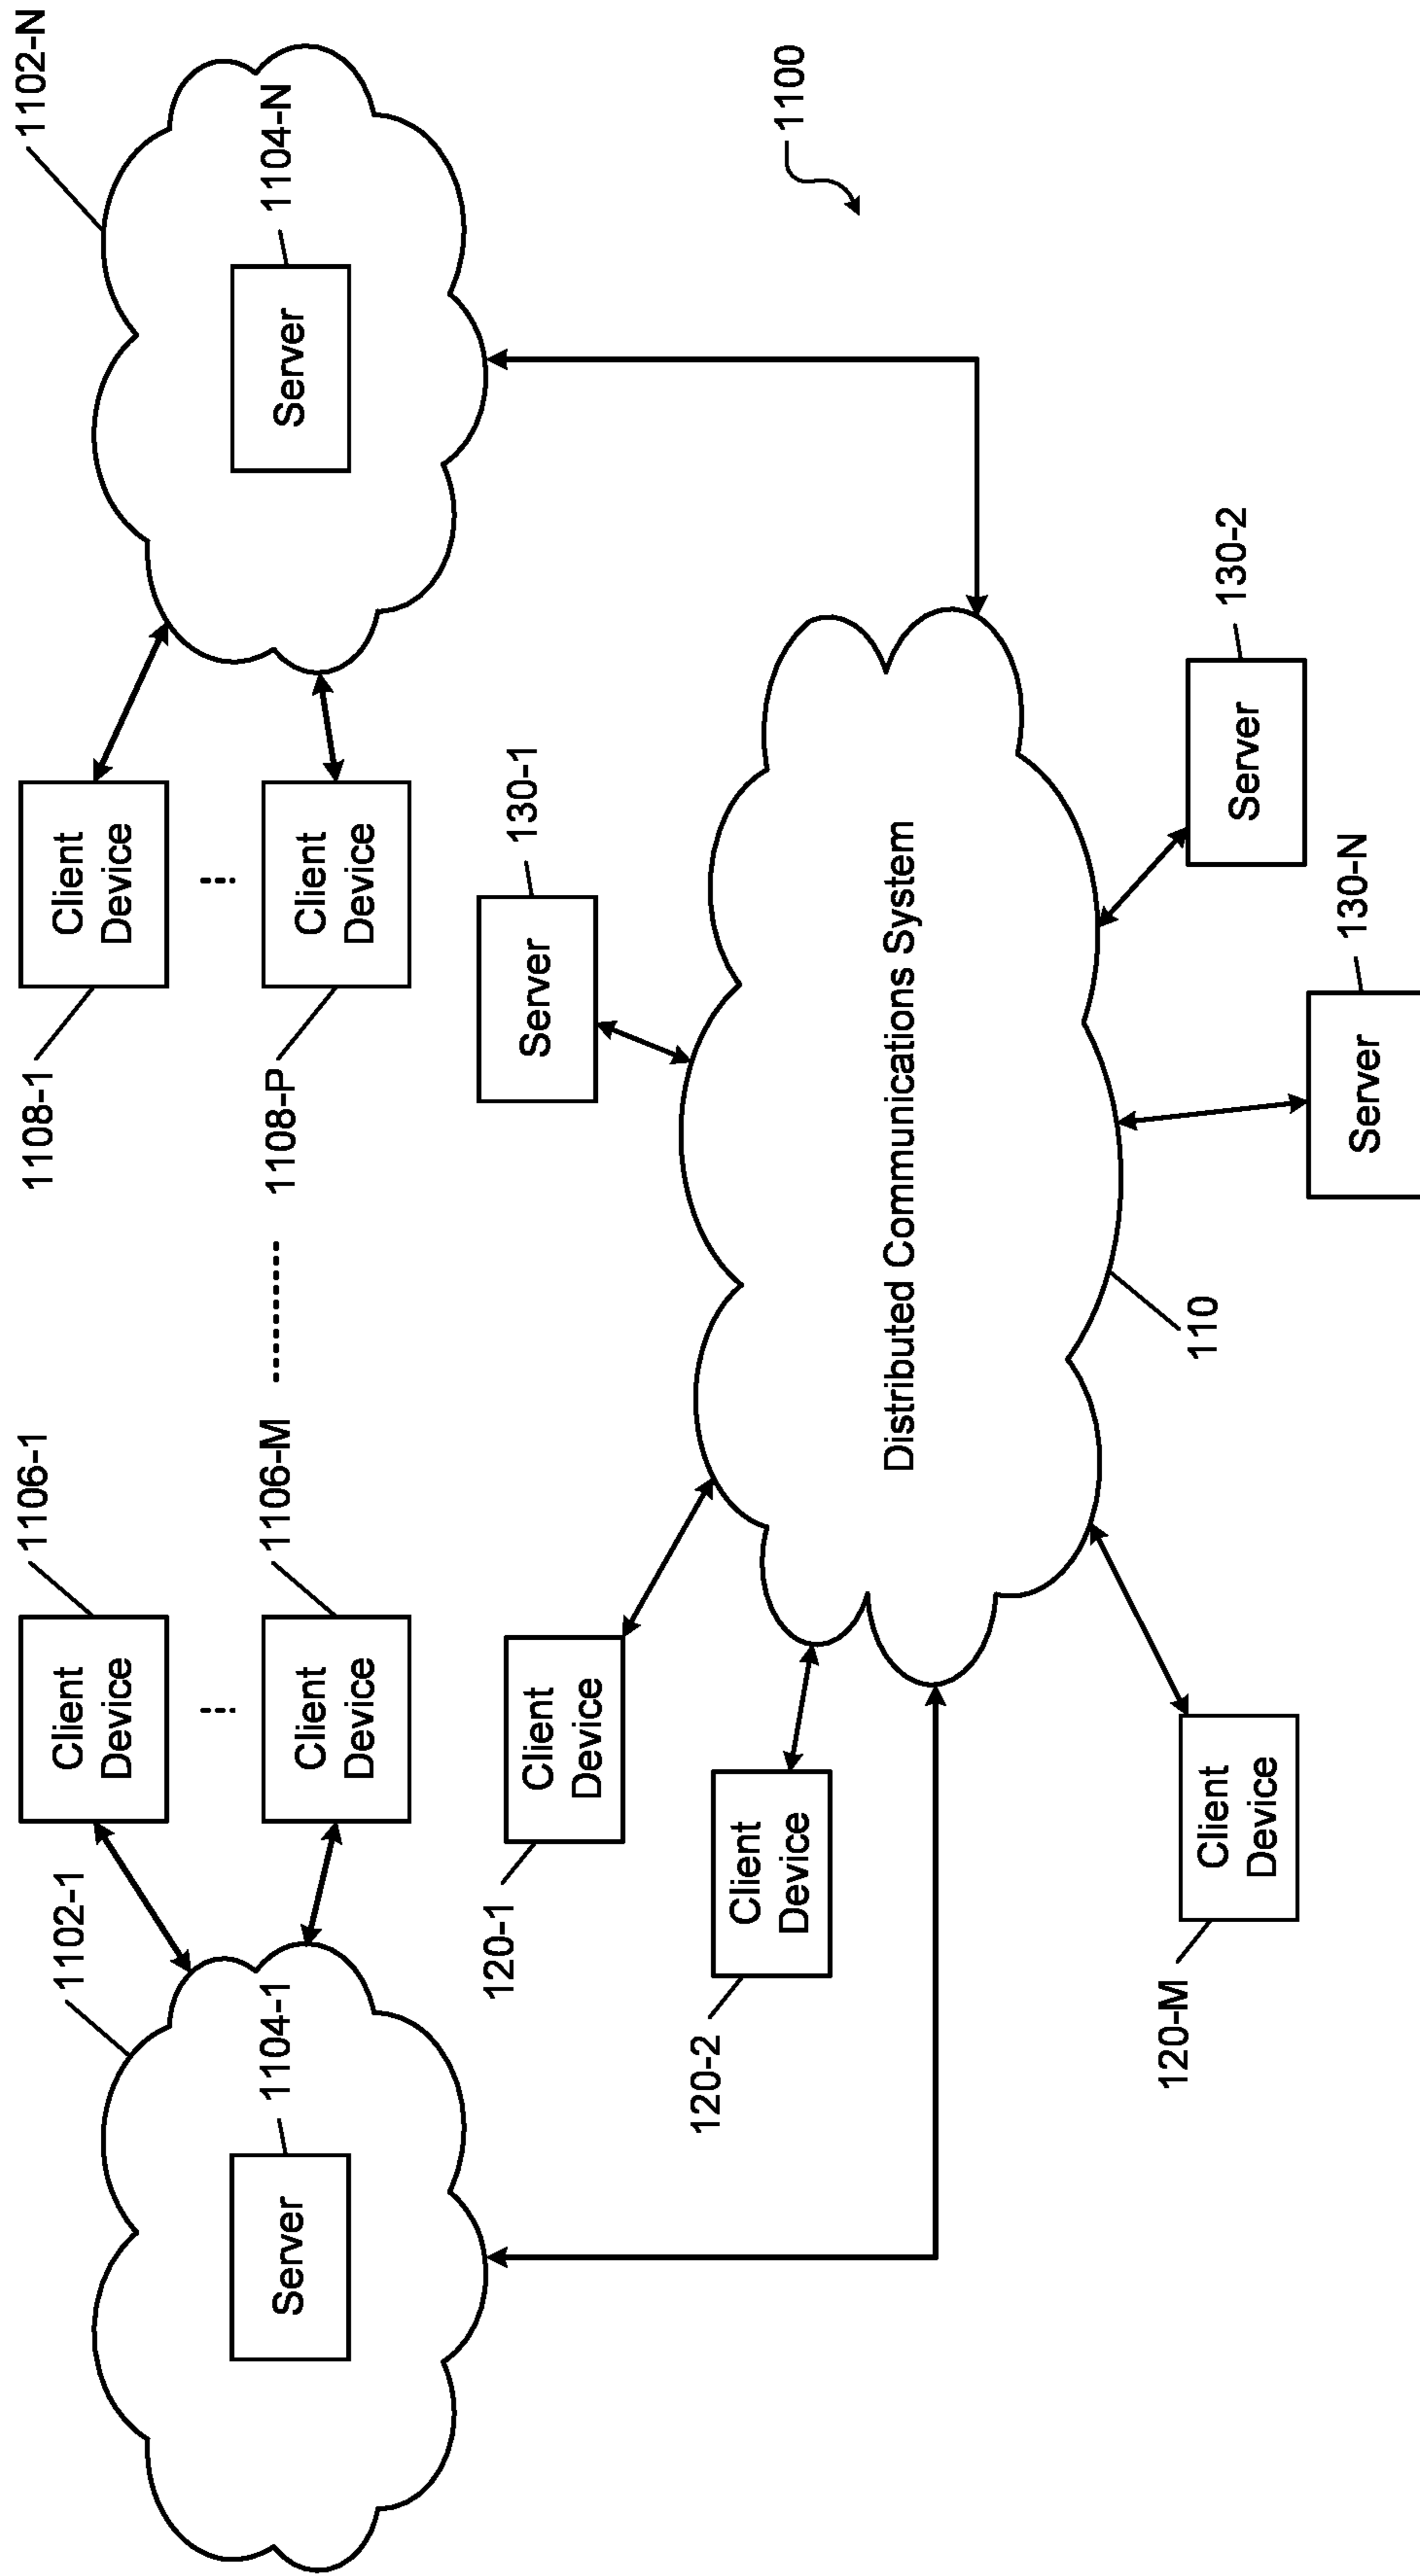 1102-1
1104-1
Server
Client
Device
1106-1
Client
Device
1106-M
1108-1
Client
Device
1108-P
Client
Device
1102-N
1104-N
Server
120-1
Client
Device
120-2
Client
Device
120-M
Client
Device
Distributed Communications System
110
Server
130-1
Server
130-2
Server
130-N
1100